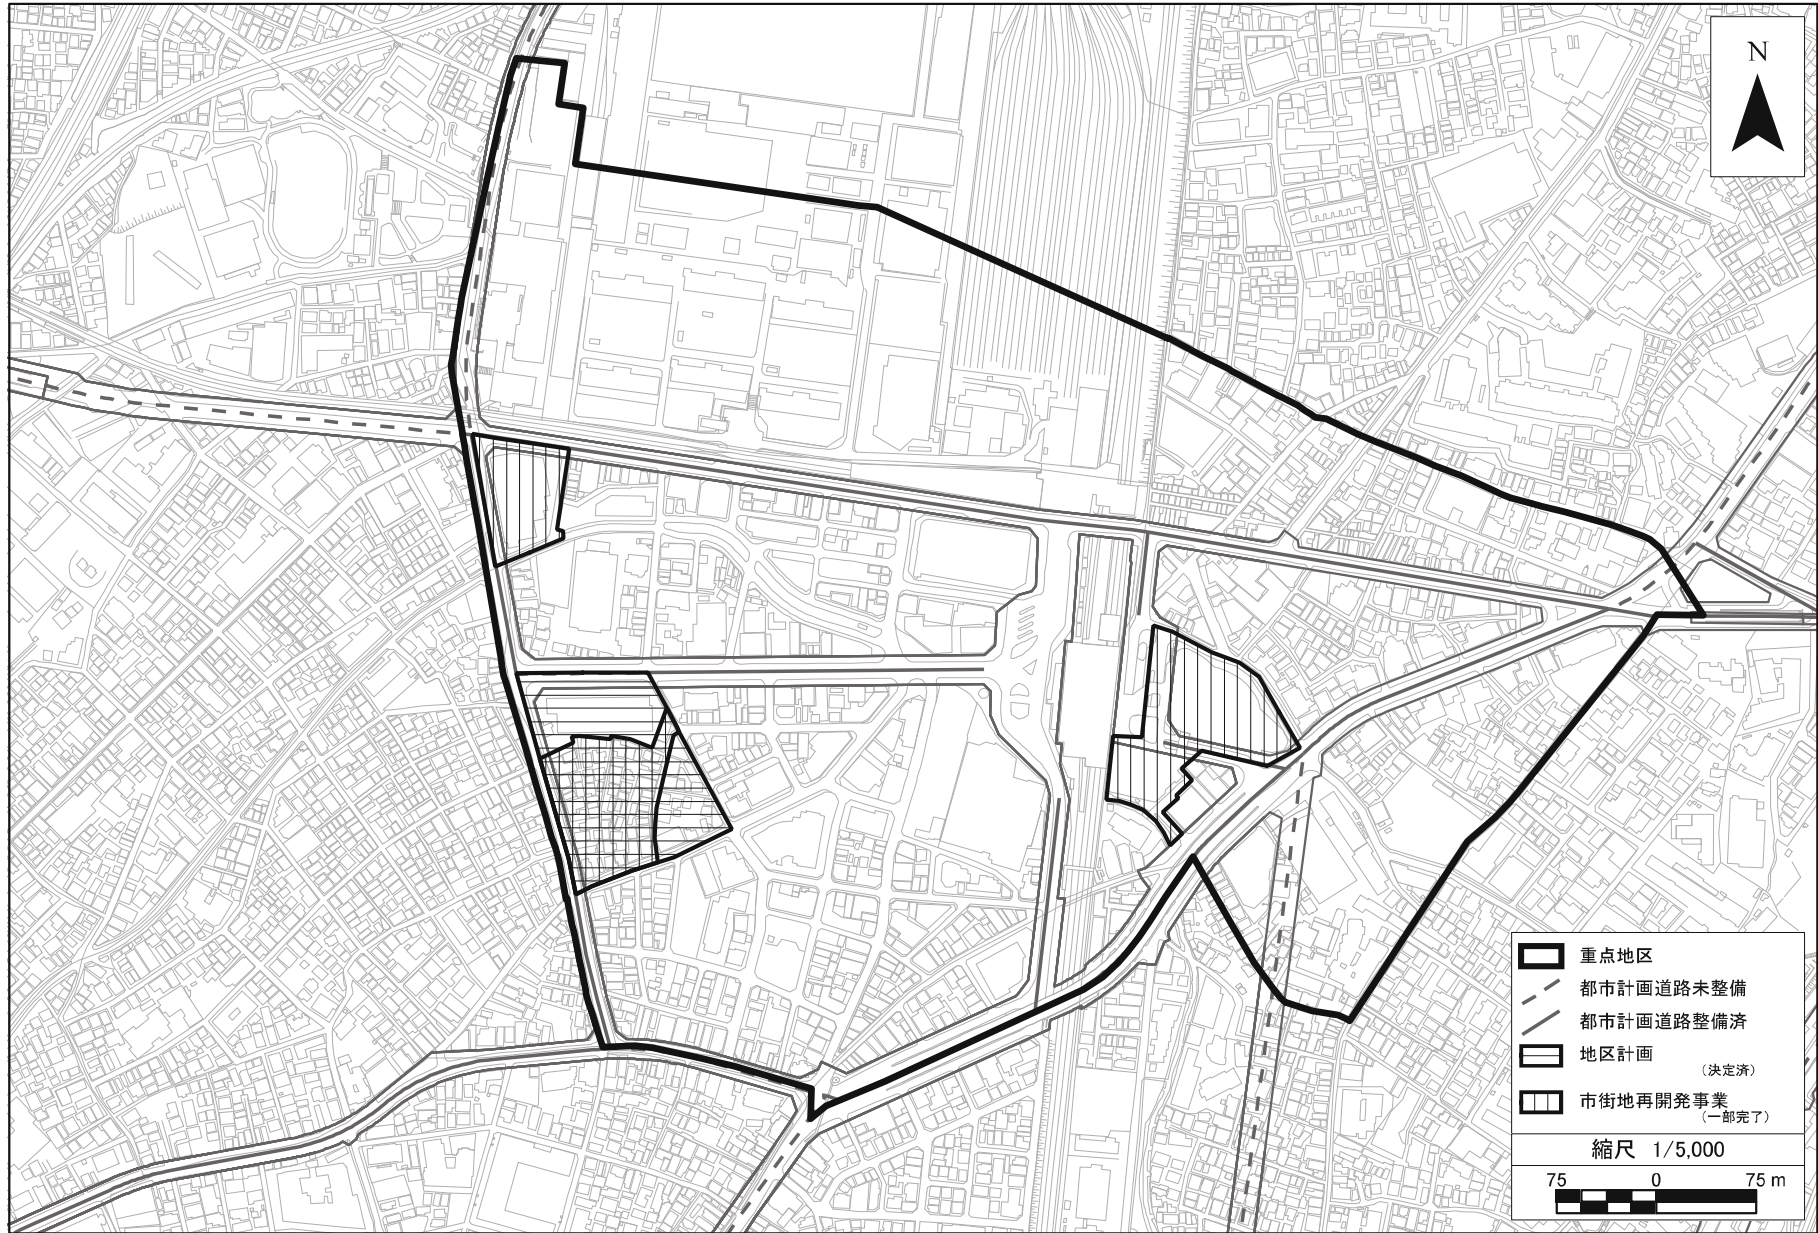 N
重点地区
都市計画道路未整備
都市計画道路整備済
地区計画
(決定済)
市街地再開発事業
(一部完了)
縮尺 1/5,000
75 0 75 m